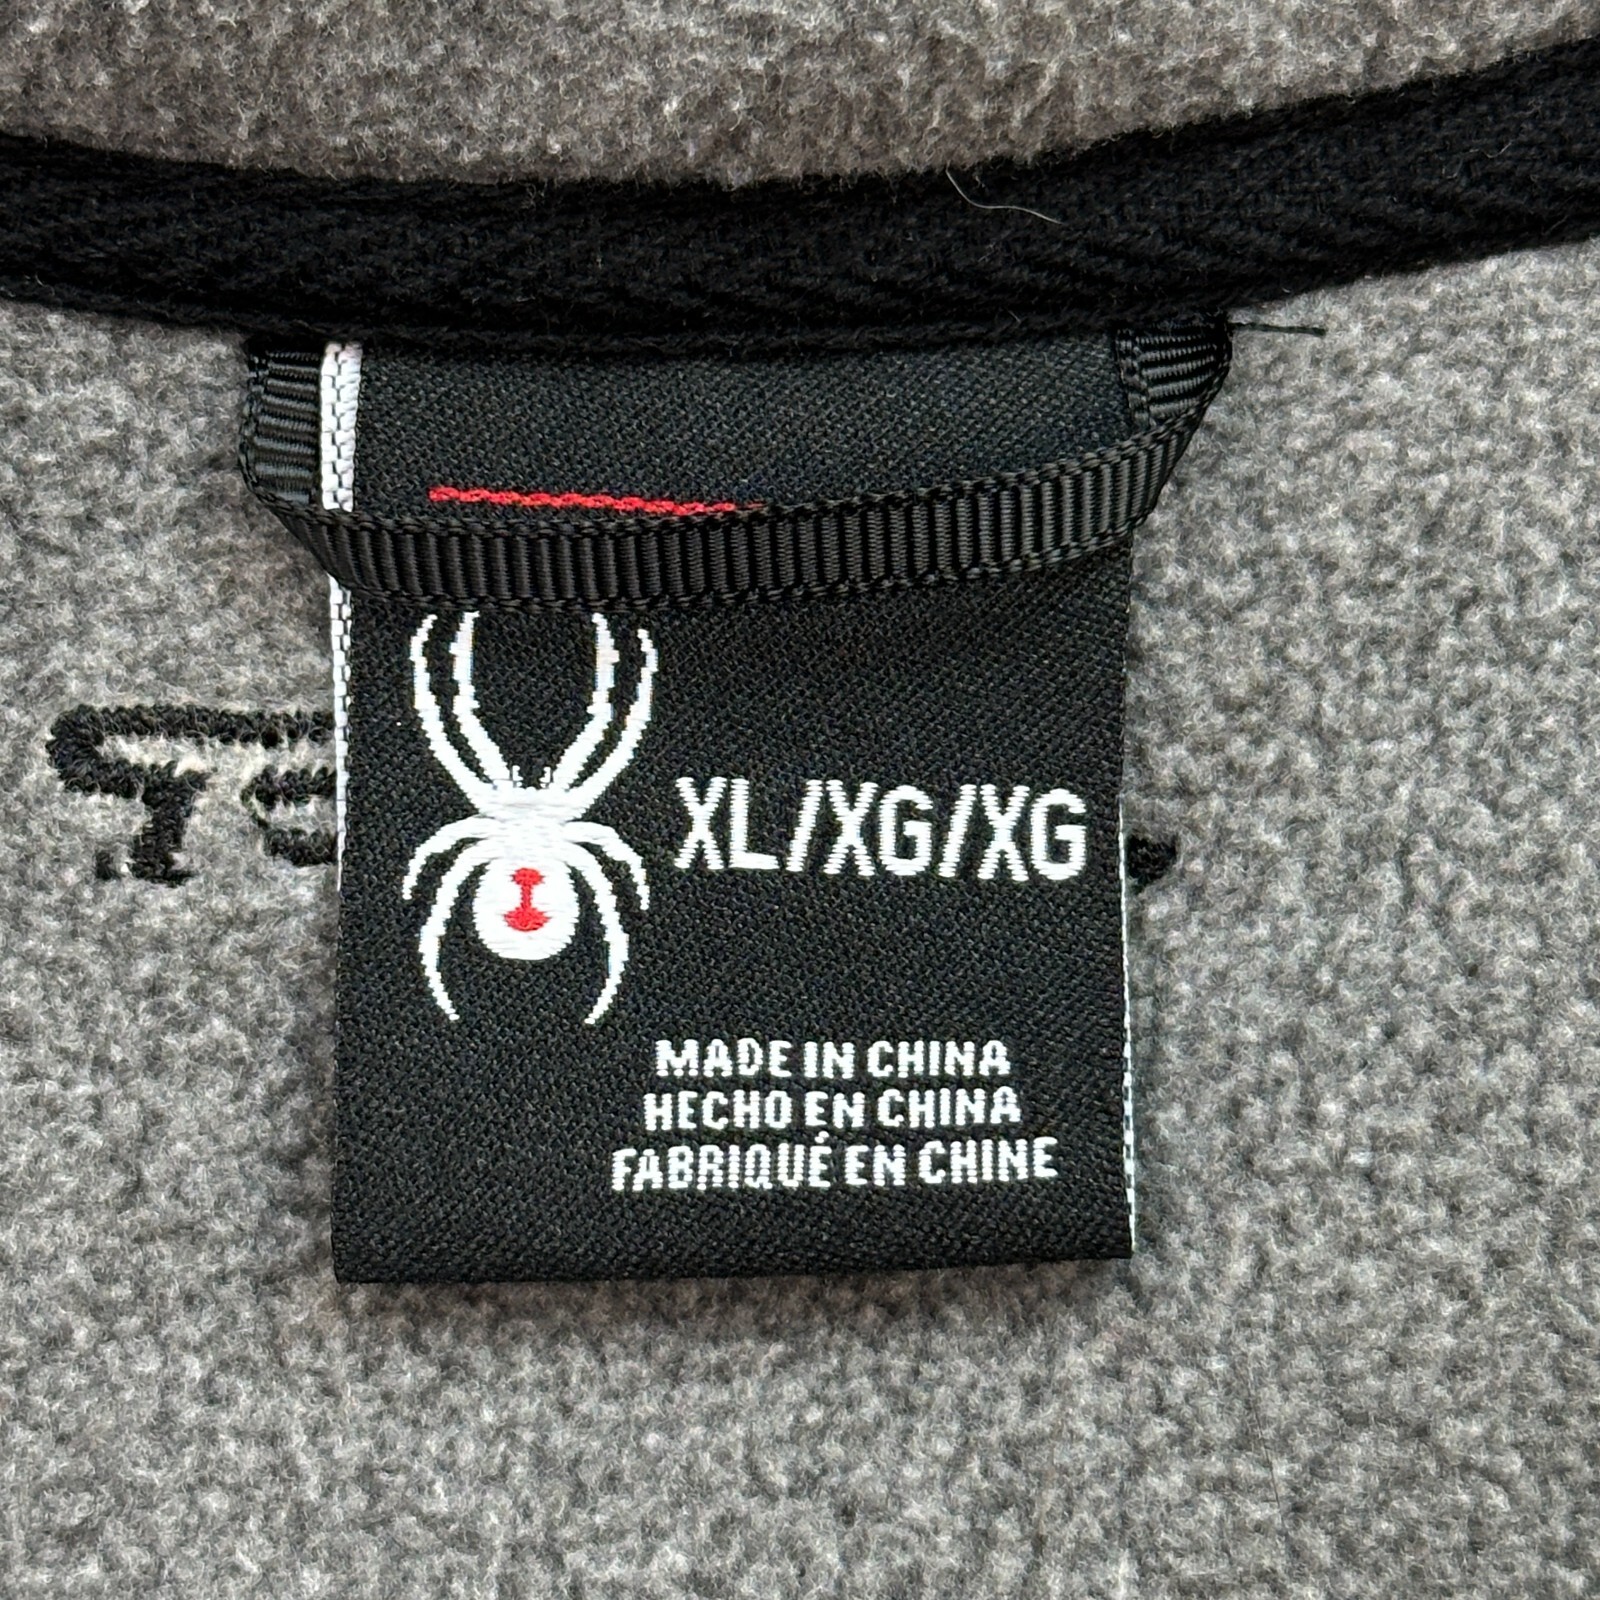 XL/XG/XG
MADE IN CHINA
HECHO EN CHINA
FABRIQUÉ EN CHINE